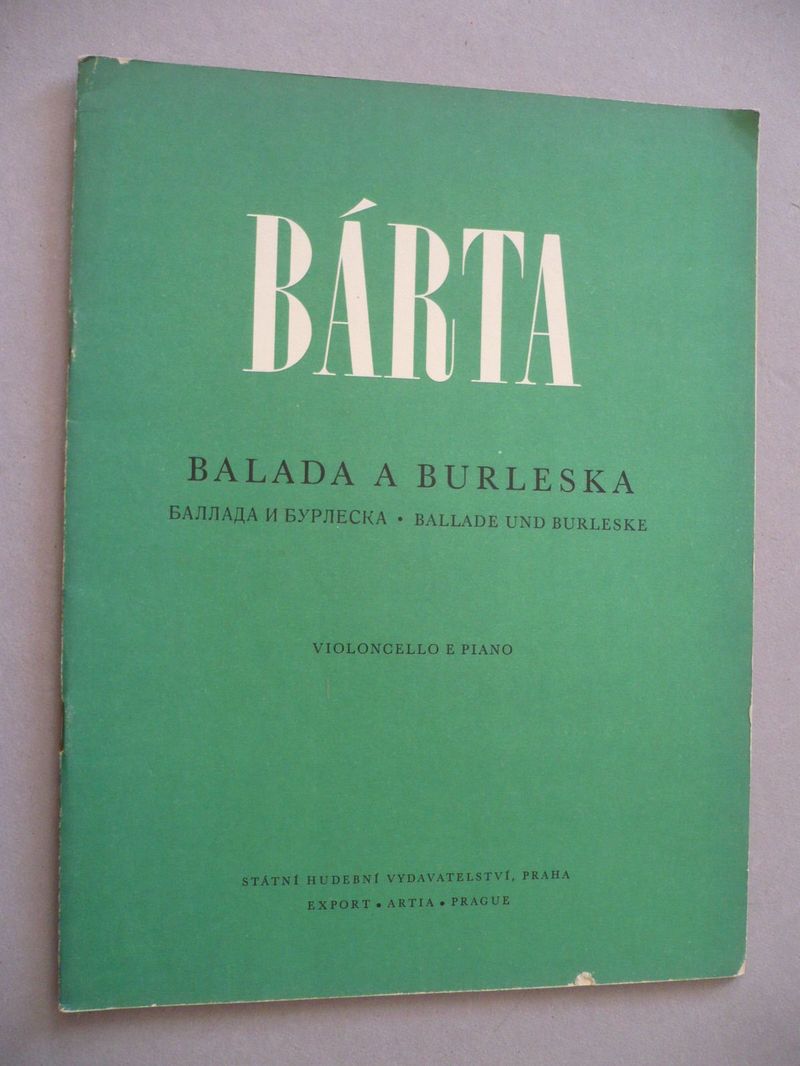 BÁRTA
BALADA A BURLESKA
БАЛЛАДА И БУРЛЕСКА • BALLADE UND BURLESKE
VIOLONCELLO E PIANO
STÁTNÍ HUDEBNÍ VYDAVATELSTVÍ, PRAHA
EXPORT • ARTIA • PRAGUE